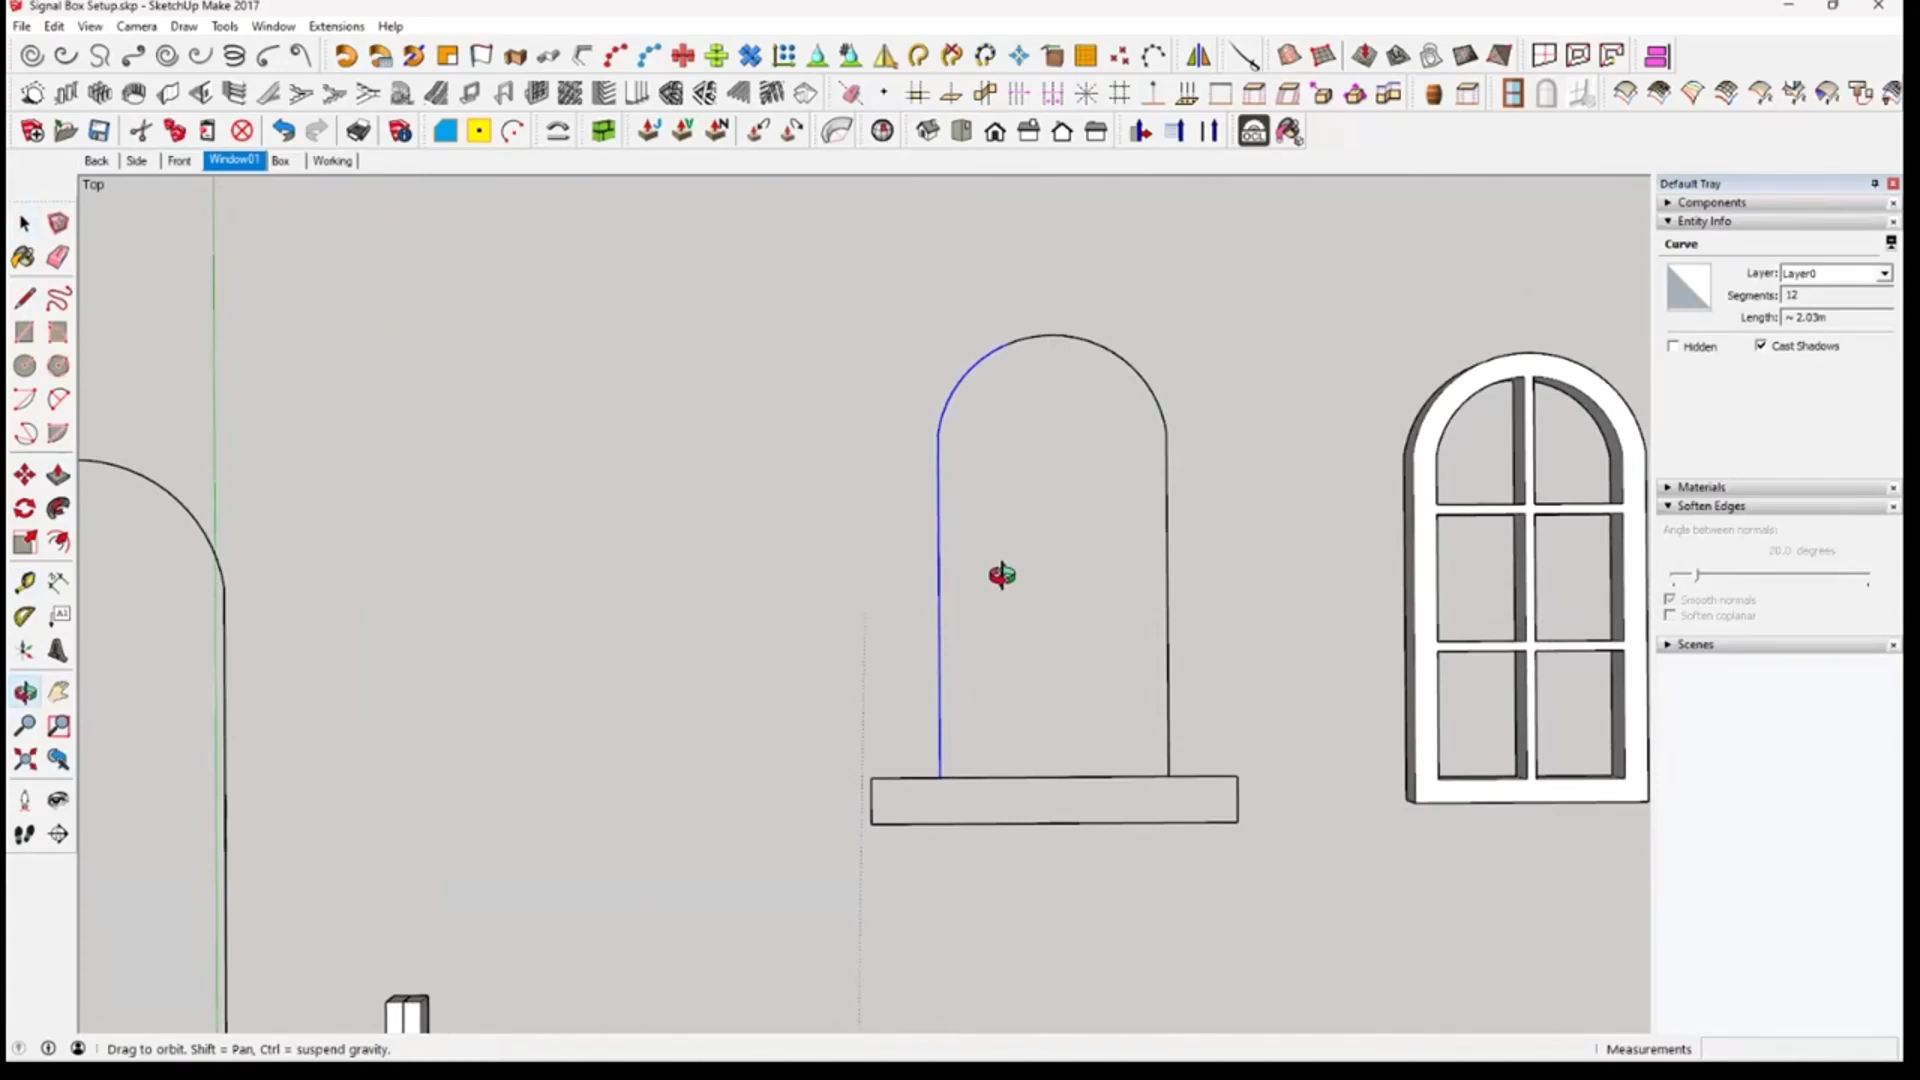 Signal Box Setup.skp - SketchUp Make 2017
File Edit View Camera Draw Tools Window Extensions Help
Back Side Front Window01 Box Working
Top
Default Tray
Components
Entity Info
Curve
Layer: Layer0
Segments: 12
Length: ~ 2.03m
Hidden Cast Shadows
Materials
Soften Edges
Angle between normals:
20.0 degrees
Smooth normals
Soften coplanar
Scenes
Drag to orbit. Shift = Pan, Ctrl = suspend gravity.
Measurements